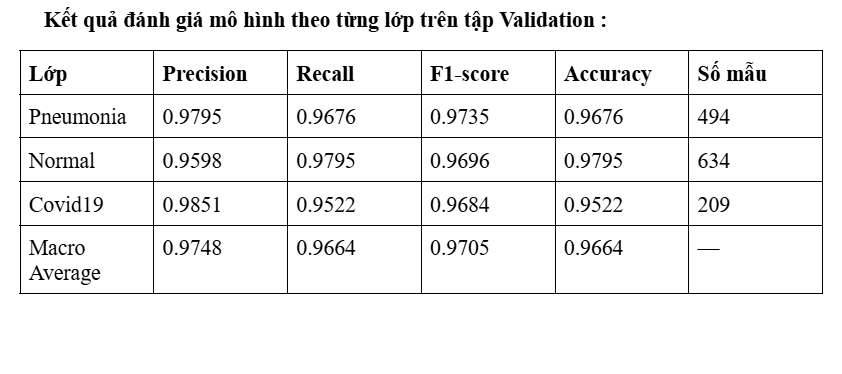 Kết quả đánh giá mô hình theo từng lớp trên tập Validation :
Lớp Precision Recall F1-score Accuracy Số mẫu
Pneumonia 0.9795 0.9676 0.9735 0.9676 494
Normal 0.9598 0.9795 0.9696 0.9795 634
Covid19 0.9851 0.9522 0.9684 0.9522 209
Macro 0.9748 0.9664 0.9705 0.9664 —
Average